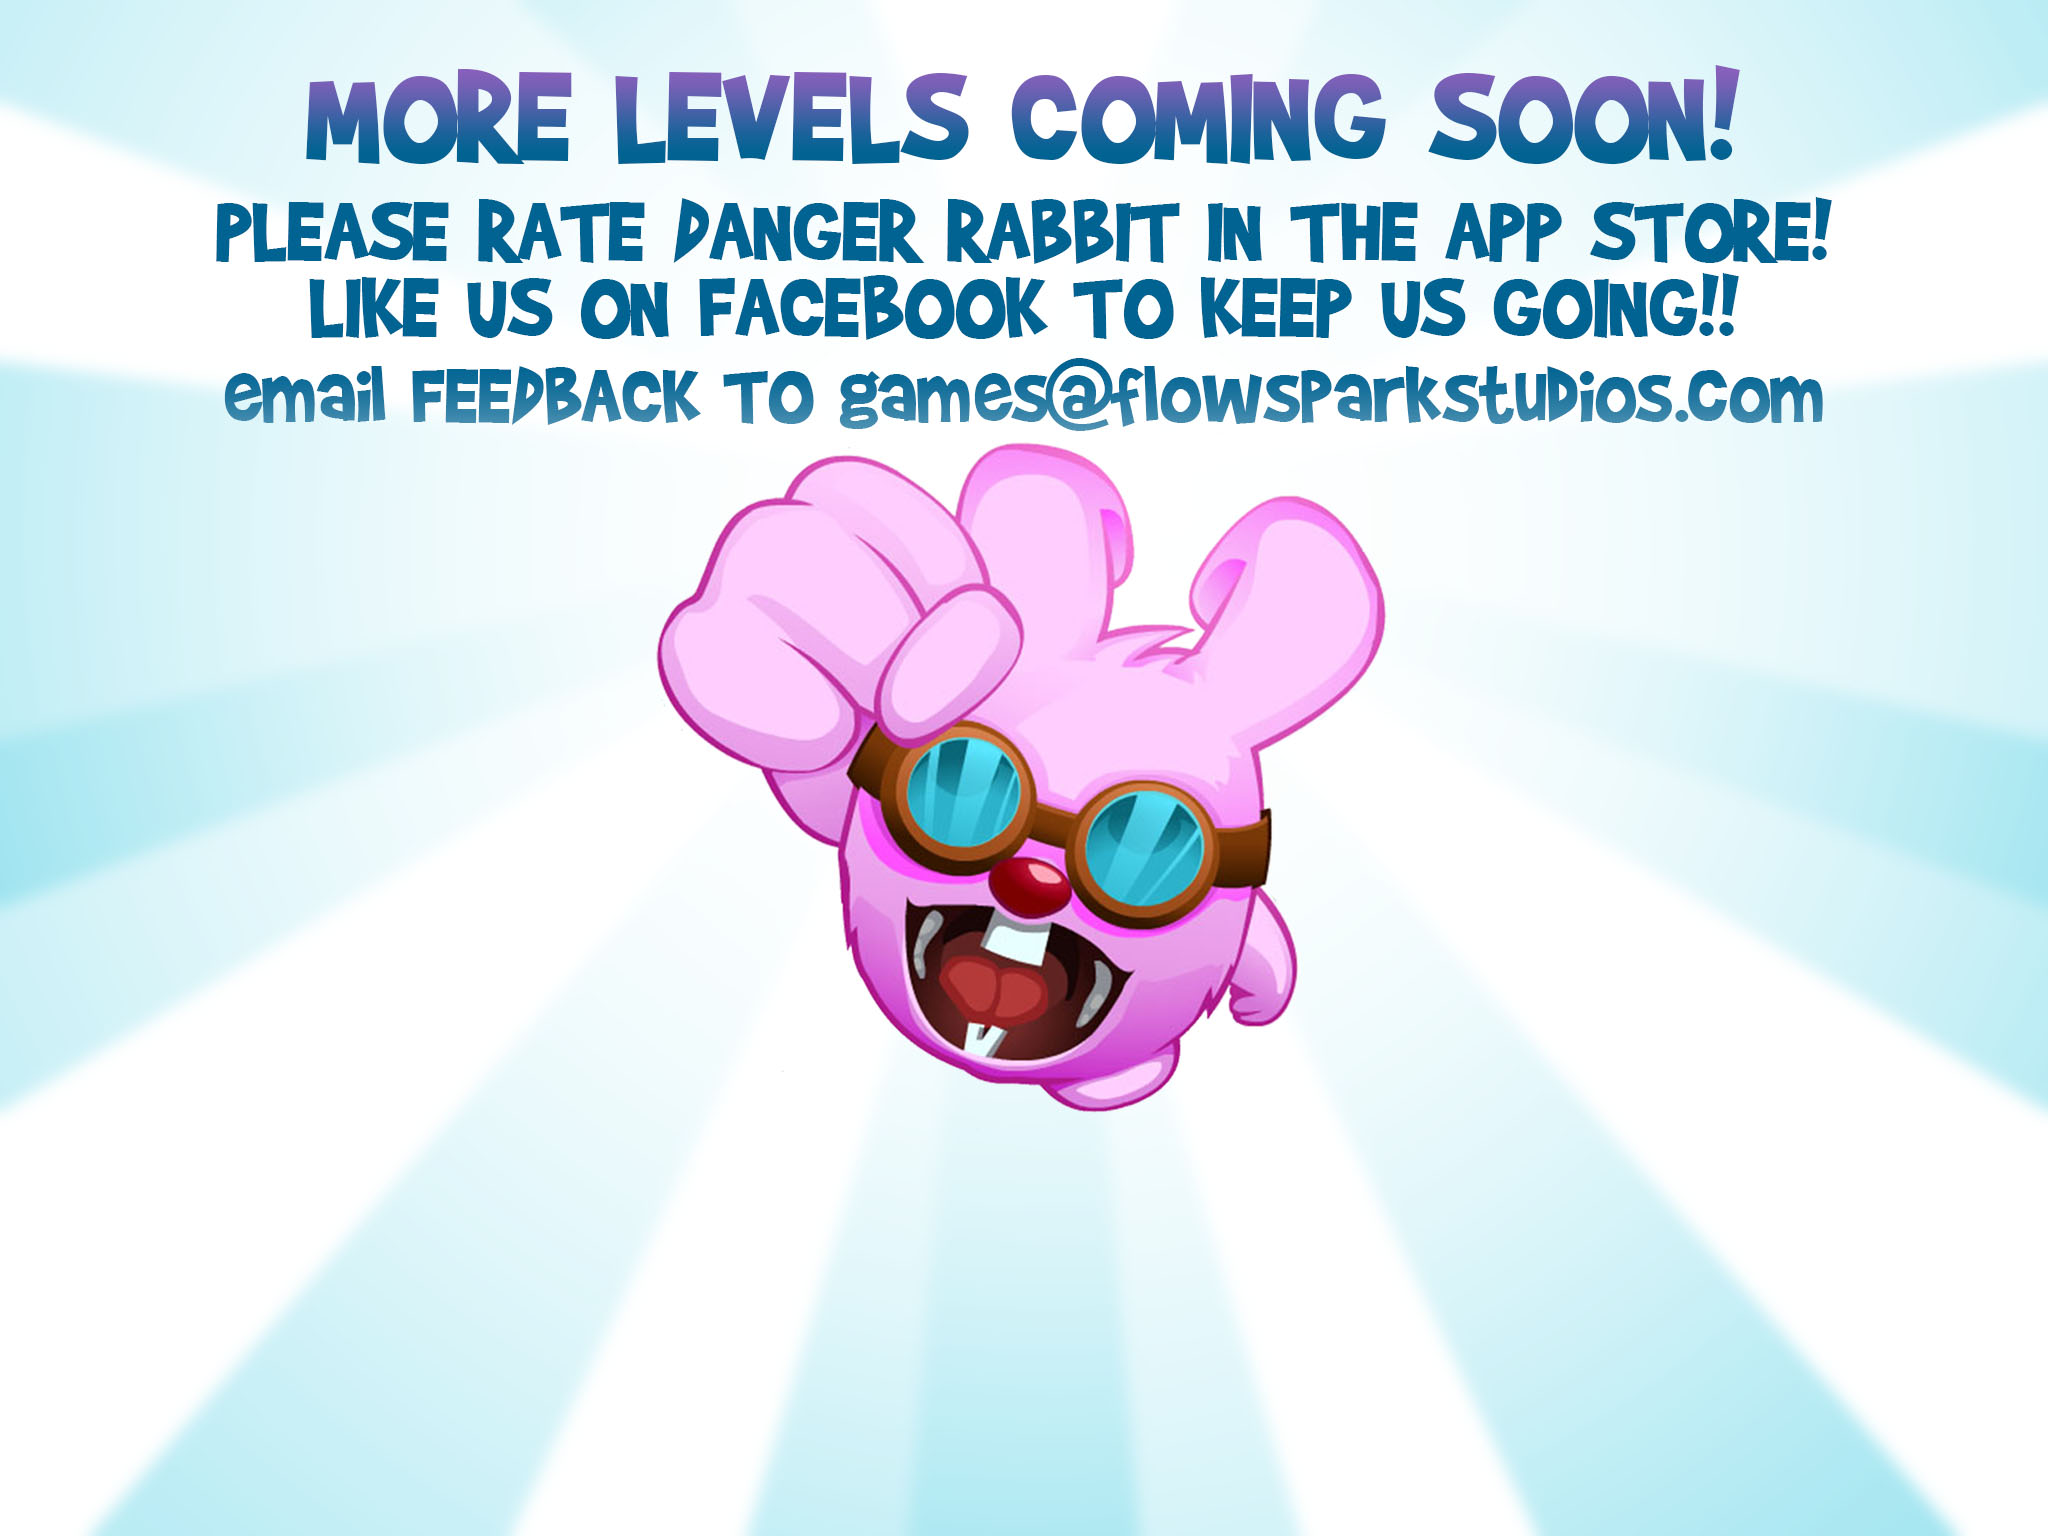 MORE LEVELS COMING SOON!
PLEASE RATE DANGER RABBIT IN THE APP STORE!
LIKE US ON FACEBOOK TO KEEP US GOING!!
email FEEDBACK TO games@flowsparkstudios.com